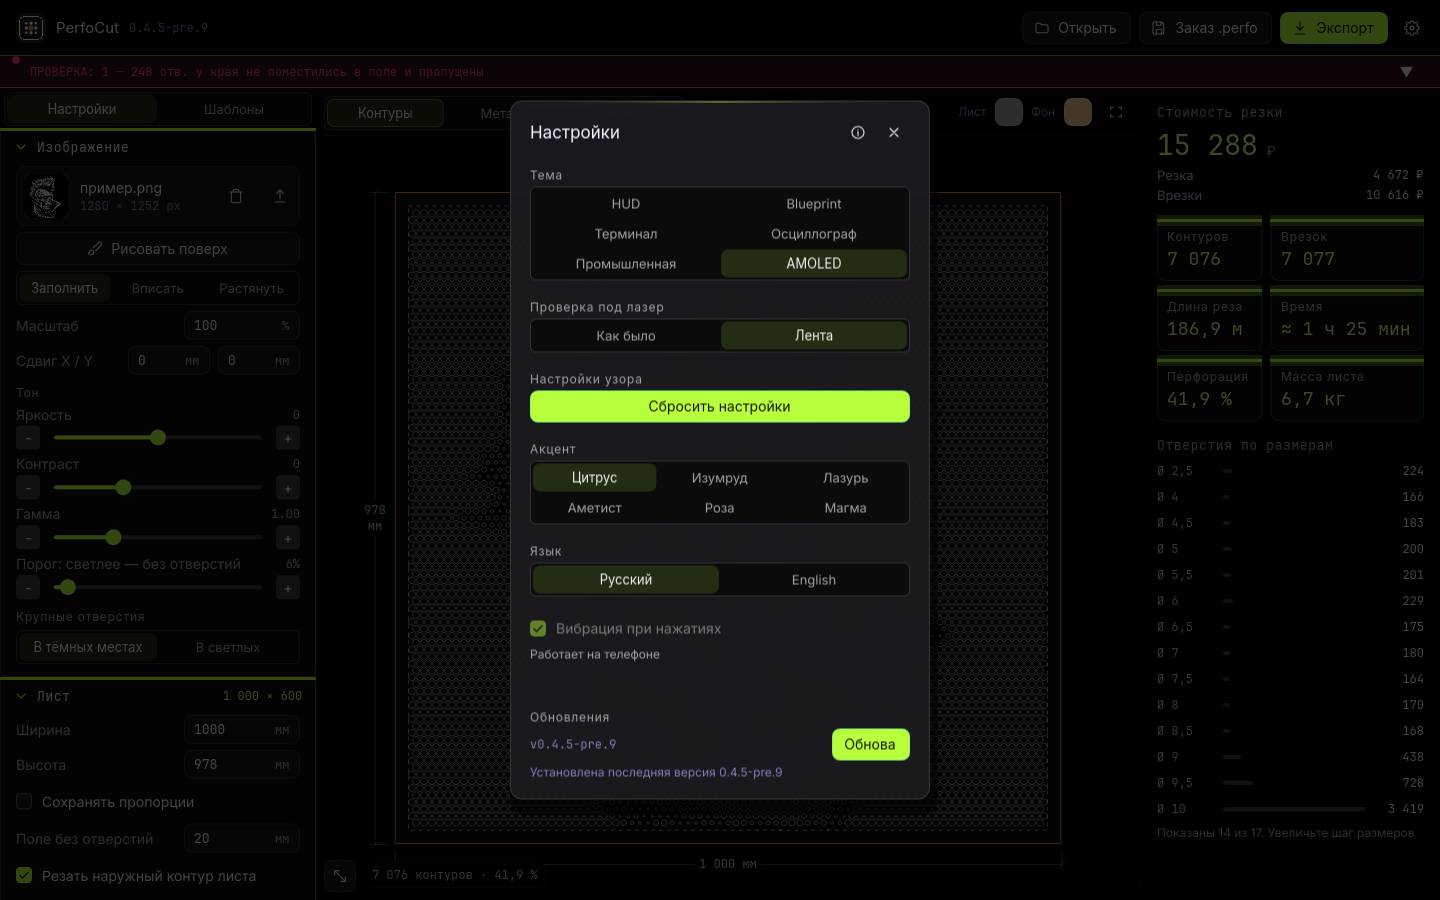 PerfoCut 0.4.5-pre.9
Открыть
Заказ .perfo
Экспорт
ПРОВЕРКА: 1 — 248 отв. у края не поместились в поле и пропущены
Настройки Шаблоны
Изображение
пример.png
1280 × 1252 px
Рисовать поверх
Заполнить Вписать Растянуть
Масштаб 100 %
Сдвиг X / Y 0 мм 0 мм
Тон
Яркость 0
- +
Контраст 0
- +
Гамма 1.00
- +
Порог: светлее — без отверстий 6%
- +
Крупные отверстия
В тёмных местах В светлых
Лист 1 000 × 600
Ширина 1000 мм
Высота 978 мм
Сохранять пропорции
Поле без отверстий 20 мм
Резать наружный контур листа
Контуры
Лист Фон
978
мм
1 000 мм
7 076 контуров · 41,9 %
Настройки
Тема
HUD Blueprint
Терминал Осциллограф
Промышленная AMOLED
Проверка под лазер
Как было Лента
Настройки узора
Сбросить настройки
Акцент
Цитрус Изумруд Лазурь
Аметист Роза Магма
Язык
Русский English
Вибрация при нажатиях
Работает на телефоне
Обновления
v0.4.5-pre.9
Обнова
Установлена последняя версия 0.4.5-pre.9
Стоимость резки
15 288 ₽
Резка 4 672 ₽
Врезки 10 616 ₽
Контуров Врезок
7 076 7 077
Длина реза Время
186,9 м ≈ 1 ч 25 мин
Перфорация Масса листа
41,9 % 6,7 кг
Отверстия по размерам
Ø 2,5 224
Ø 4 166
Ø 4,5 183
Ø 5 200
Ø 5,5 201
Ø 6 229
Ø 6,5 175
Ø 7 180
Ø 7,5 164
Ø 8 170
Ø 8,5 168
Ø 9 438
Ø 9,5 728
Ø 10 3 419
Показаны 14 из 17. Увеличьте шаг размеров